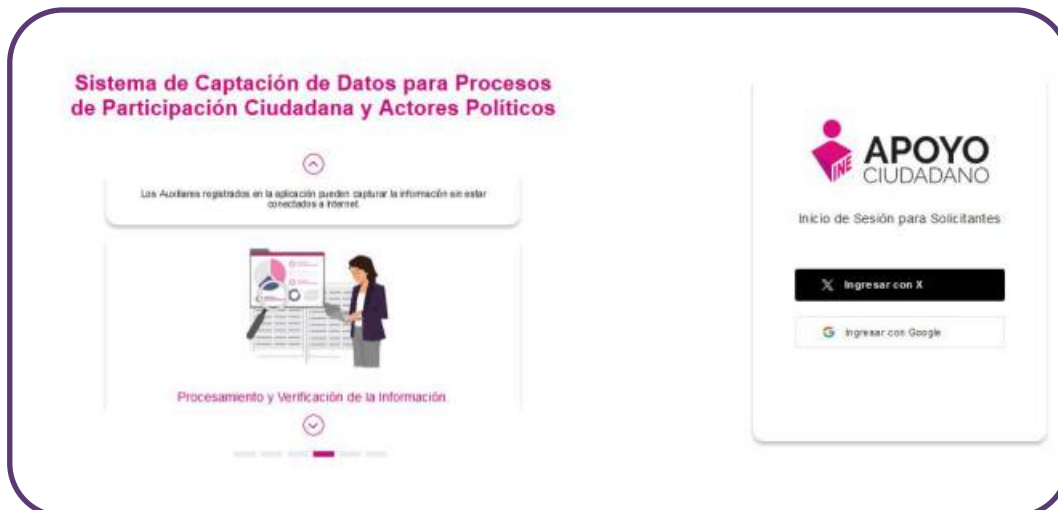 Sistema de Captación de Datos para Procesos
de Participación Ciudadana y Actores Políticos
Los Auxiliares registrados en la aplicación pueden capturar la información sin estar
conectados a Internet.
Procesamiento y Verificación de la Información.
INE
APOYO
CIUDADANO
Inicio de Sesión para Solicitantes
Ingresar con X
Ingresar con Google